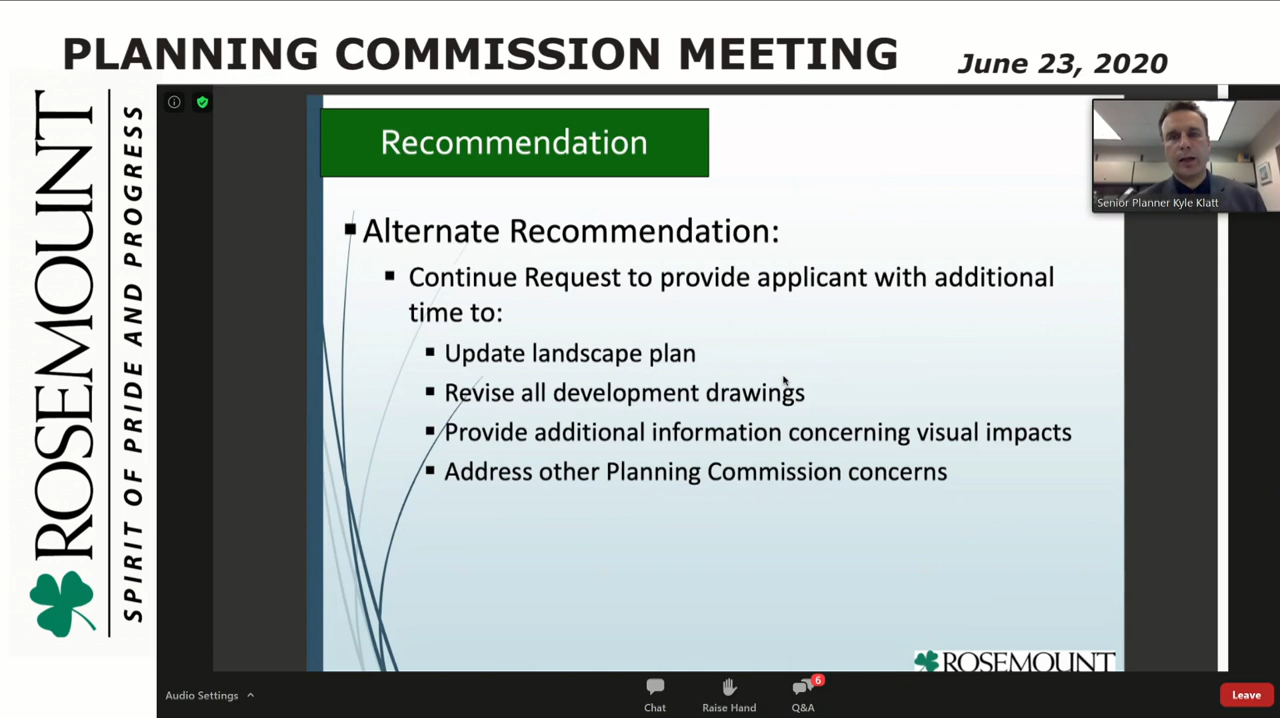 PLANNING COMMISSION MEETING
June 23, 2020
ROSEMOUNT
SPIRIT OF PRIDE AND PROGRESS
Recommendation
Senior Planner Kyle Klatt
▪ Alternate Recommendation:
▪ Continue Request to provide applicant with additional
time to:
▪ Update landscape plan
▪ Revise all development drawings
▪ Provide additional information concerning visual impacts
▪ Address other Planning Commission concerns
ROSEMOUNT
Audio Settings
Chat
Raise Hand
6
Q&A
Leave